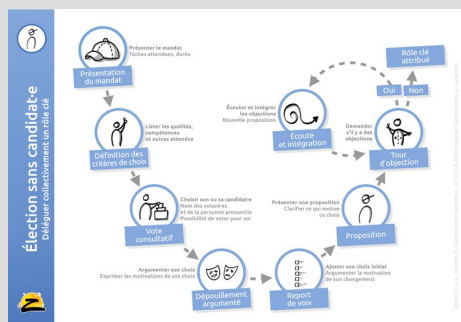 Élection sans candidat·e
Déléguer collectivement un rôle clé
Présenter le mandat
Tâches attendues, durée
Présentation
du mandat
Lister les qualités,
compétences
et autres attendus
Définition des
critères de choix
Choisir son ou sa candidat·e
Nom des votant·es
et de la personne pressentie
Possibilité de voter pour soi
Vote
consultatif
Argumenter son choix
Exprimer les motivations de son choix
Dépouillement
argumenté
Ajuster son choix initial
Argumenter la motivation
de son changement
Report
de voix
Présenter une proposition
Clarifier ce qui motive
ce choix
Proposition
Demander
s'il y a des
objections
Tour
d'objection
Oui
Non
Écouter et intégrer
les objections
Nouvelle proposition
Écoute
et intégration
Rôle clé
attribué